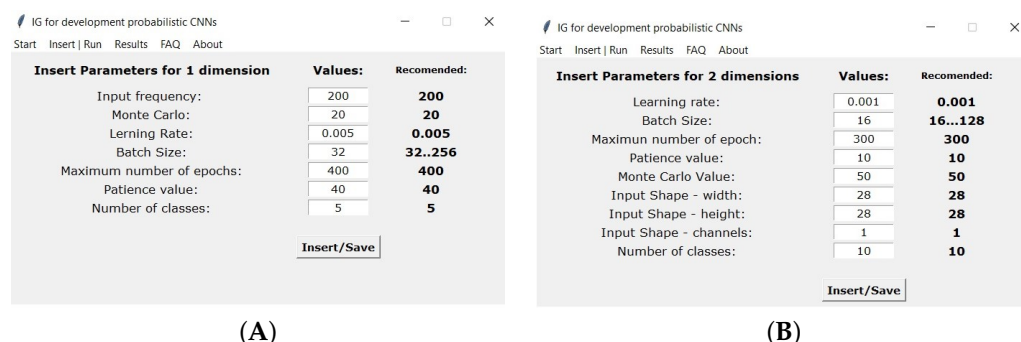 IG for development probabilistic CNNs
Start Insert | Run Results FAQ About
Insert Parameters for 1 dimension Values: Recomended:
Input frequency: 200 200
Monte Carlo: 20 20
Lerning Rate: 0.005 0.005
Batch Size: 32 32..256
Maximum number of epochs: 400 400
Patience value: 40 40
Number of classes: 5 5
Insert/Save
(A)
IG for development probabilistic CNNs
Start Insert | Run Results FAQ About
Insert Parameters for 2 dimensions Values: Recomended:
Learning rate: 0.001 0.001
Batch Size: 16 16...128
Maximun number of epoch: 300 300
Patience value: 10 10
Monte Carlo Value: 50 50
Input Shape - width: 28 28
Input Shape - height: 28 28
Input Shape - channels: 1 1
Number of classes: 10 10
Insert/Save
(B)